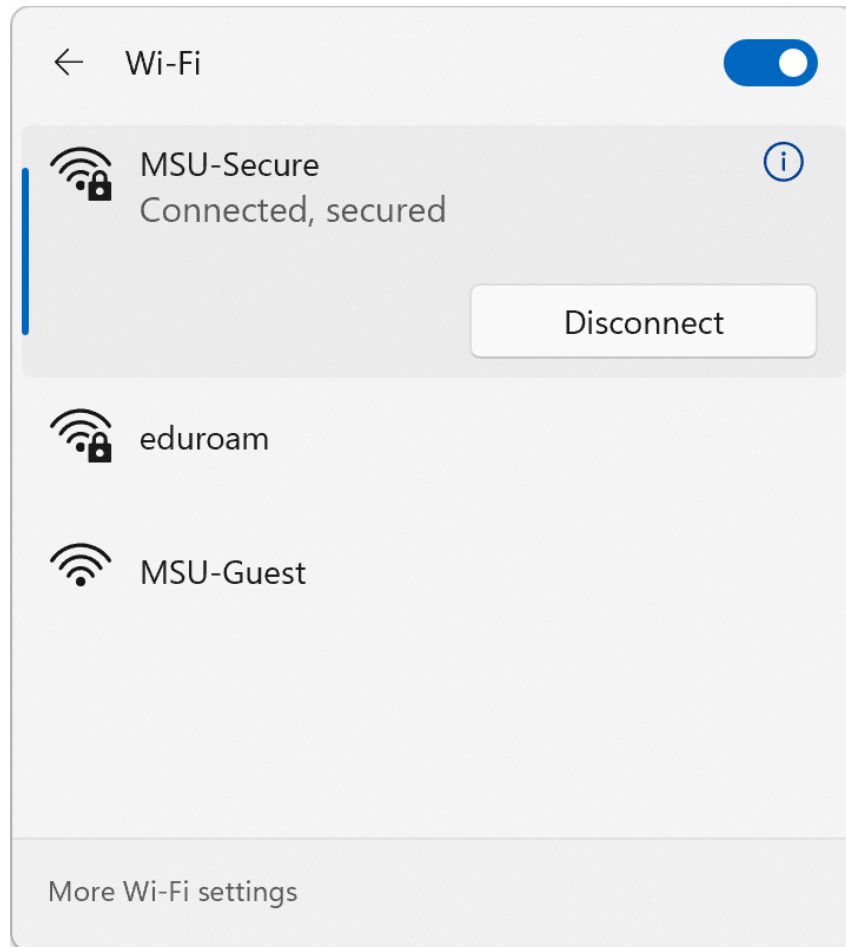 Wi-Fi
MSU-Secure
Connected, secured
Disconnect
eduroam
MSU-Guest
More Wi-Fi settings